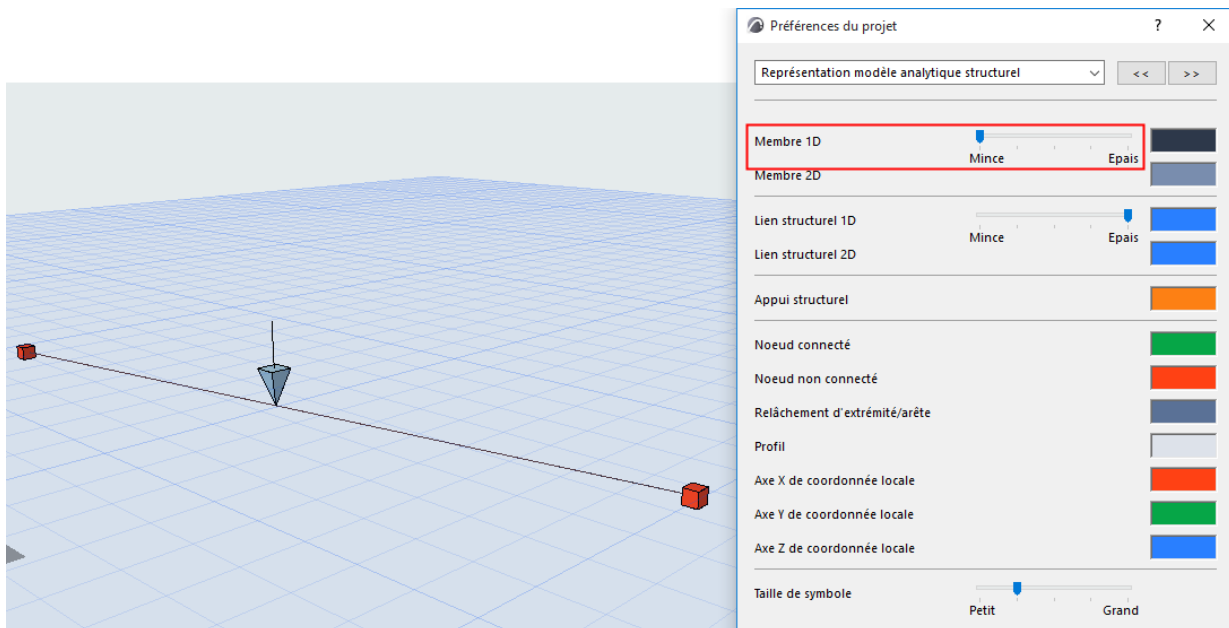 Préférences du projet
?
Représentation modèle analytique structurel
<<
>>
Membre 1D
Mince
Epais
Membre 2D
Lien structurel 1D
Mince
Epais
Lien structurel 2D
Appui structurel
Noeud connecté
Noeud non connecté
Relâchement d'extrémité/arête
Profil
Axe X de coordonnée locale
Axe Y de coordonnée locale
Axe Z de coordonnée locale
Taille de symbole
Petit
Grand